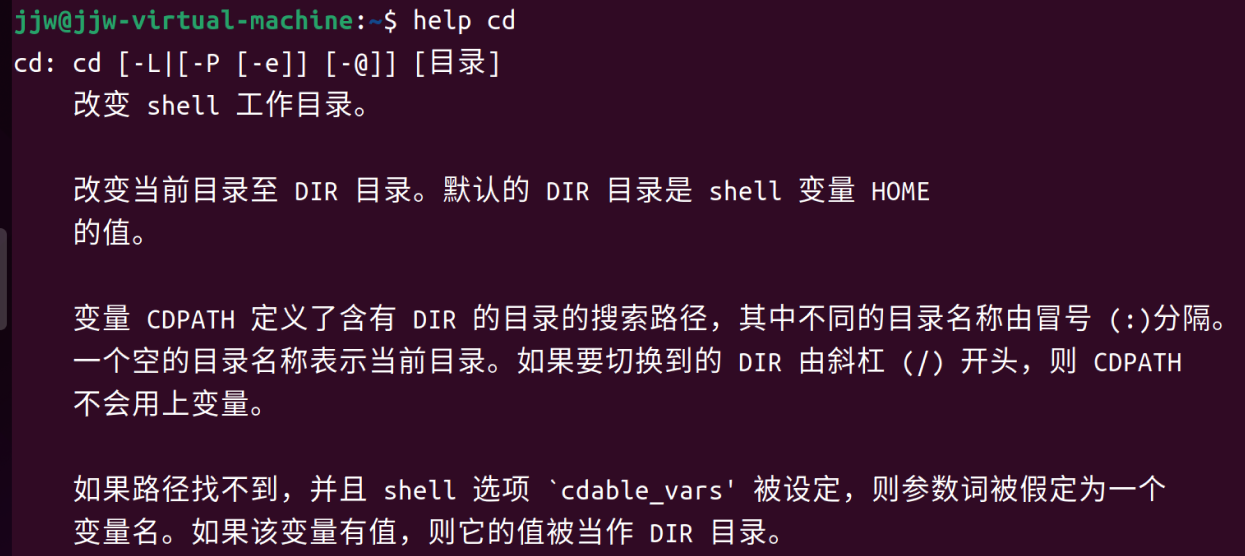 jjw@jjw-virtual-machine:~$ help cd
cd: cd [-L|[-P [-e]] [-@]] [目录]
改变 shell 工作目录。
改变当前目录至 DIR 目录。默认的 DIR 目录是 shell 变量 HOME
的值。
变量 CDPATH 定义了含有 DIR 的目录的搜索路径，其中不同的目录名称由冒号 (:)分隔。
一个空的目录名称表示当前目录。如果要切换到的 DIR 由斜杠 (/) 开头，则 CDPATH
不会用上变量。
如果路径找不到，并且 shell 选项 `cdable_vars' 被设定，则参数词被假定为一个
变量名。如果该变量有值，则它的值被当作 DIR 目录。